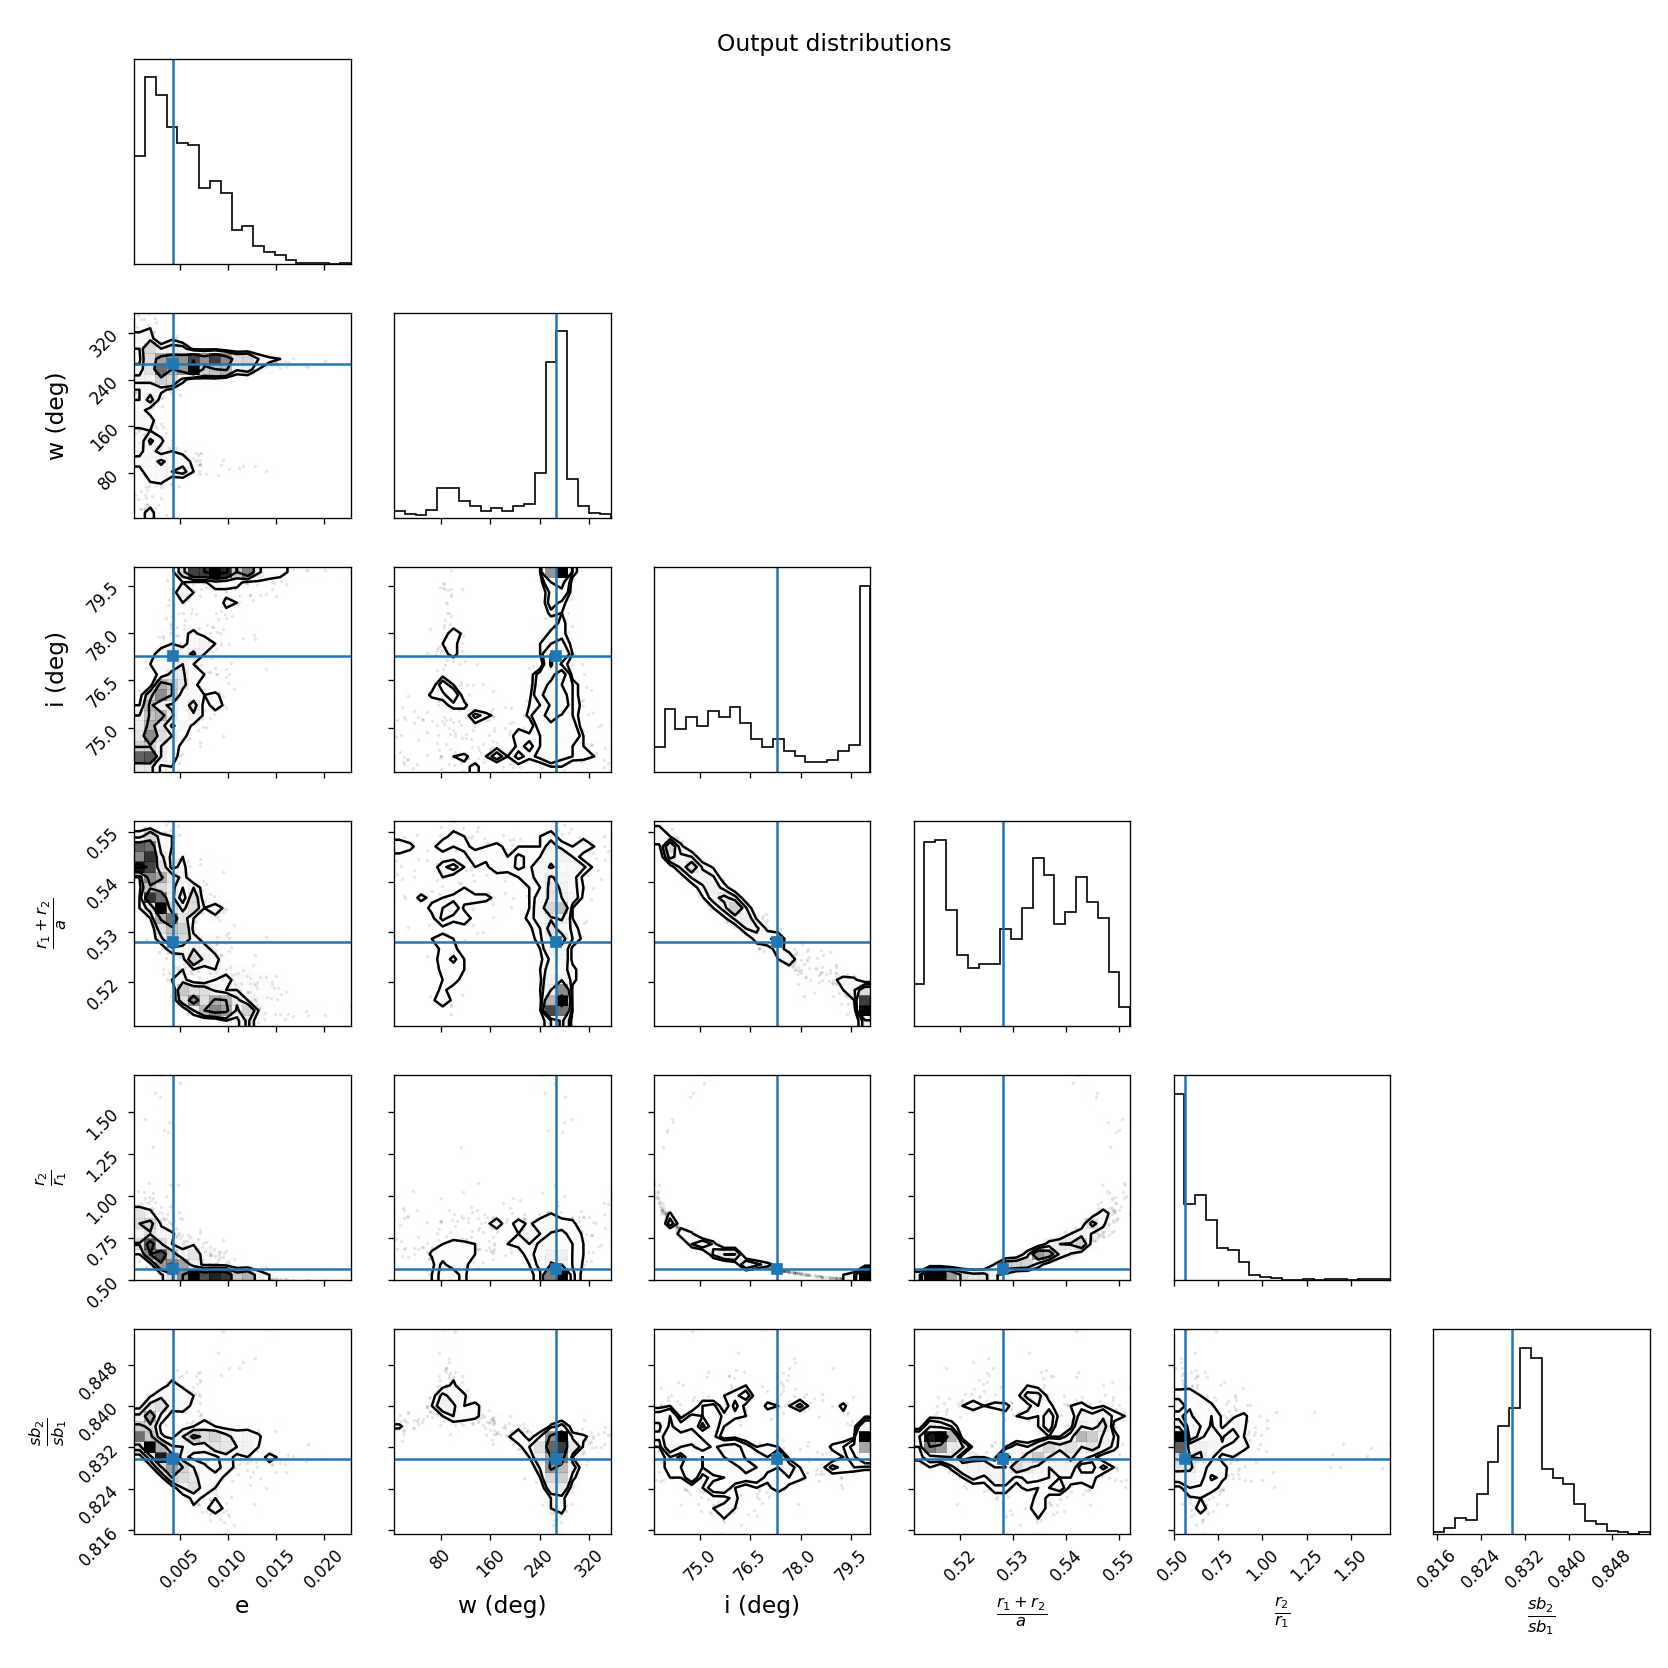 Output distributions
w (deg)
320
240
160
80
i (deg)
79.5
78.0
76.5
75.0
r₁ + r₂
a
0.55
0.54
0.53
0.52
r₂
r₁
1.50
1.25
1.00
0.75
0.50
sb₂
sb₁
0.848
0.840
0.832
0.824
0.816
0.005 0.010 0.015 0.020 80 160 240 320 75.0 76.5 78.0 79.5 0.52 0.53 0.54 0.55 0.50 0.75 1.00 1.25 1.50 0.816 0.824 0.832 0.840 0.848
e w (deg) i (deg) r₁ + r₂ r₂ sb₂
a r₁ sb₁